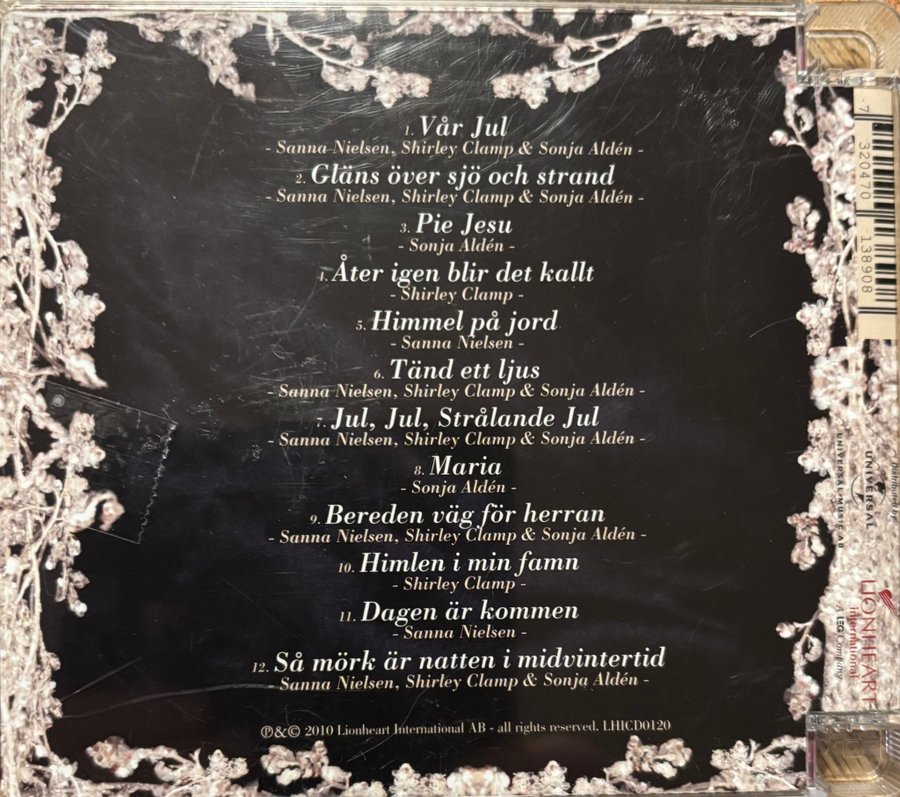 1. Vår Jul
- Sanna Nielsen, Shirley Clamp & Sonja Aldén -
2. Gläns över sjö och strand
- Sanna Nielsen, Shirley Clamp & Sonja Aldén -
3. Pie Jesu
- Sonja Aldén -
4. Åter igen blir det kallt
- Shirley Clamp -
5. Himmel på jord
- Sanna Nielsen -
6. Tänd ett ljus
- Sanna Nielsen, Shirley Clamp & Sonja Aldén -
7. Jul, Jul, Strålande Jul
- Sanna Nielsen, Shirley Clamp & Sonja Aldén -
8. Maria
- Sonja Aldén -
9. Bereden väg för herran
- Sanna Nielsen, Shirley Clamp & Sonja Aldén -
10. Himlen i min famn
- Shirley Clamp -
11. Dagen är kommen
- Sanna Nielsen -
12. Så mörk är natten i midvintertid
- Sanna Nielsen, Shirley Clamp & Sonja Aldén -
℗&© 2010 Lionheart International AB - all rights reserved. LHICD0120
7 320470 138908
Distributed by
UNIVERSAL
UNIVERSAL MUSIC AB
LIONHEART
International
A LEG Company